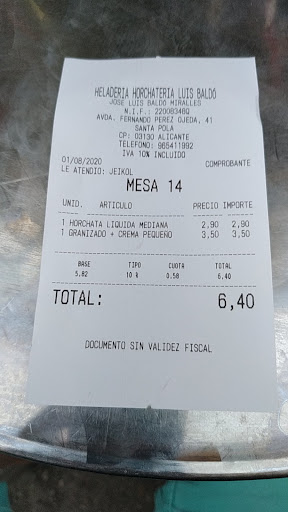 HELADERIA HORCHATERIA LUIS BALDÓ
JOSE LUIS BALDO MIRALLES
N.I.F.: 22008348Q
AVDA. FERNANDO PEREZ OJEDA, 41
SANTA POLA
CP: 03130 ALICANTE
TELEFONO: 965411992
IVA 10% INCLUIDO
01/08/2020 COMPROBANTE
LE ATENDIO: JEIKOL
MESA 14
UNID. ARTICULO PRECIO IMPORTE
1 HORCHATA LIQUIDA MEDIANA 2,90 2,90
1 GRANIZADO + CREMA PEQUEÑO 3,50 3,50
BASE TIPO CUOTA TOTAL
5.82 10 % 0.58 6.40
TOTAL: 6,40
DOCUMENTO SIN VALIDEZ FISCAL